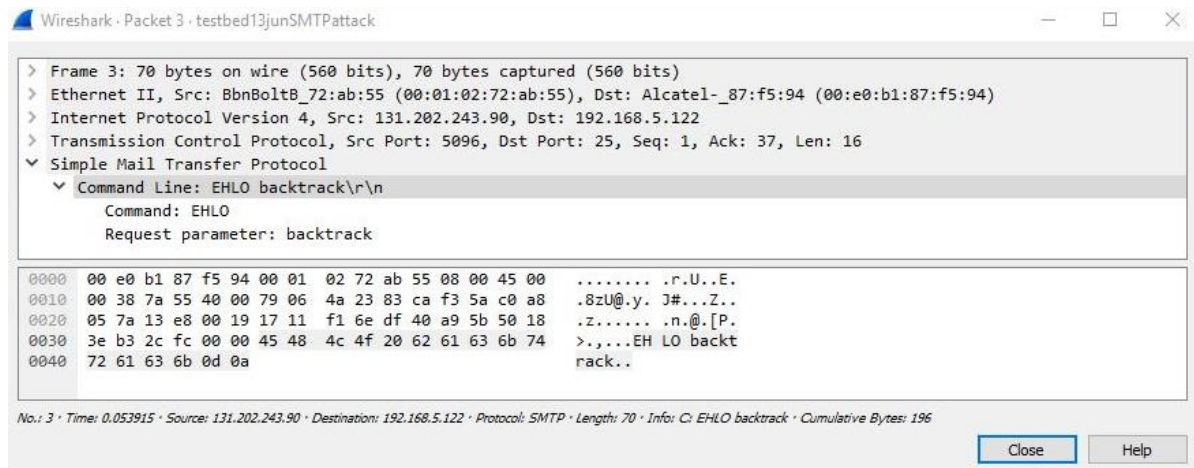 Wireshark · Packet 3 · testbed13junSMTPattack
> Frame 3: 70 bytes on wire (560 bits), 70 bytes captured (560 bits)
> Ethernet II, Src: BbnBoltB_72:ab:55 (00:01:02:72:ab:55), Dst: Alcatel-_87:f5:94 (00:e0:b1:87:f5:94)
> Internet Protocol Version 4, Src: 131.202.243.90, Dst: 192.168.5.122
> Transmission Control Protocol, Src Port: 5096, Dst Port: 25, Seq: 1, Ack: 37, Len: 16
Simple Mail Transfer Protocol
Command Line: EHLO backtrack\r\n
Command: EHLO
Request parameter: backtrack
0000 00 e0 b1 87 f5 94 00 01 02 72 ab 55 08 00 45 00 ........ .r.U..E.
0010 00 38 7a 55 40 00 79 06 4a 23 83 ca f3 5a c0 a8 .8zU@.y. J#...Z..
0020 05 7a 13 e8 00 19 17 11 f1 6e df 40 a9 5b 50 18 .z...... .n.@.[P.
0030 3e b3 2c fc 00 00 45 48 4c 4f 20 62 61 63 6b 74 >.,...EH LO backt
0040 72 61 63 6b 0d 0a rack..
No.: 3 · Time: 0.053915 · Source: 131.202.243.90 · Destination: 192.168.5.122 · Protocol: SMTP · Length: 70 · Info: C: EHLO backtrack · Cumulative Bytes: 196
Close Help